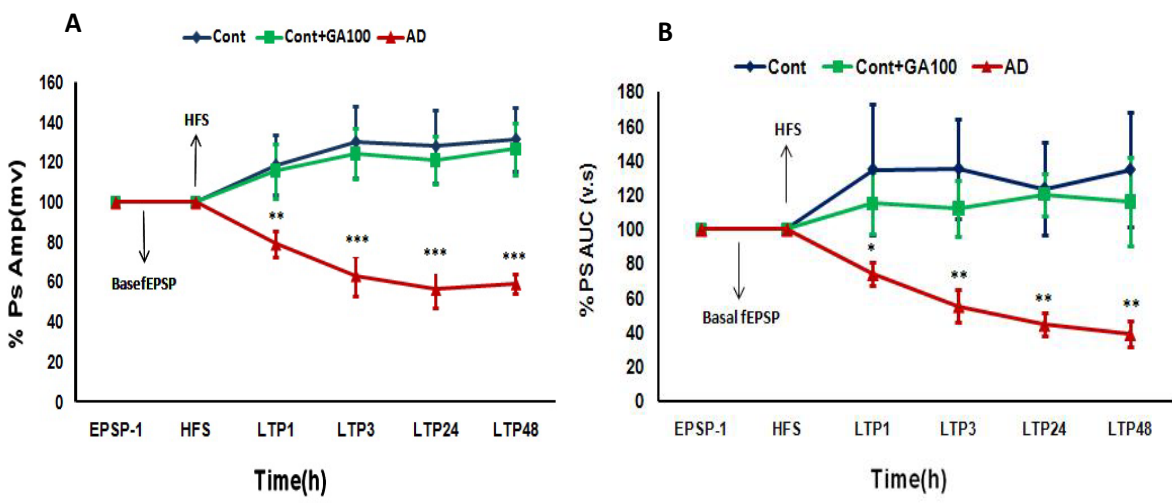 A
Cont Cont+GA100 AD
% Ps Amp(mv)
160
140
120
100
80
60
40
20
0
HFS
BasefEPSP
**
***
***
***
EPSP-1 HFS LTP1 LTP3 LTP24 LTP48
Time(h)
B
Cont Cont+GA100 AD
%PS AUC (v.s)
180
160
140
120
100
80
60
40
20
0
HFS
Basal fEPSP
*
**
**
**
EPSP-1 HFS LTP1 LTP3 LTP24 LTP48
Time(h)